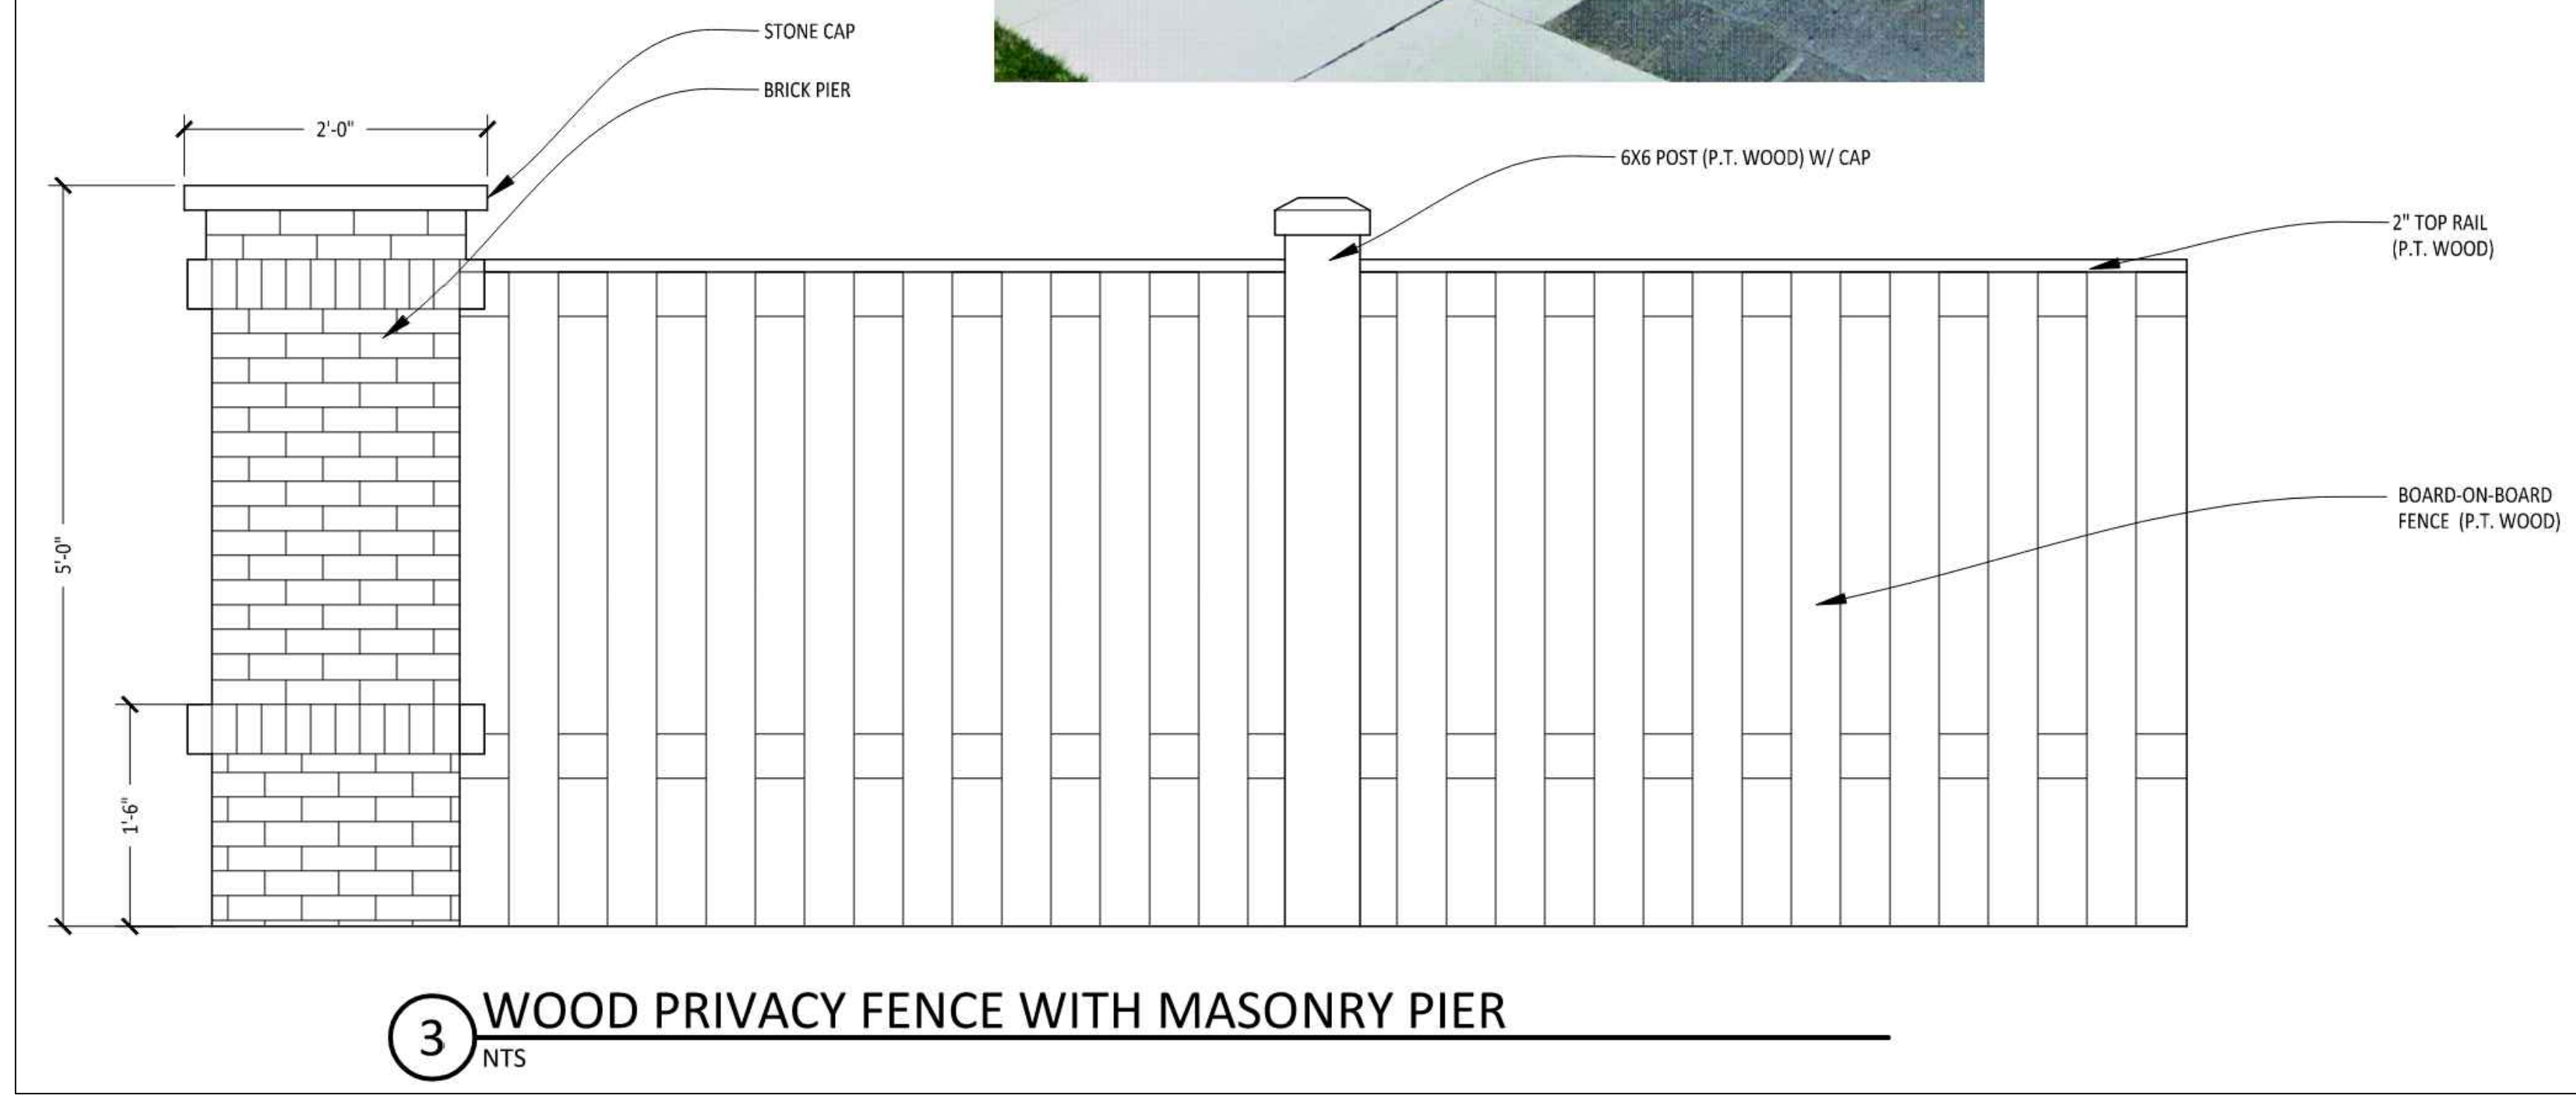 STONE CAP
BRICK PIER
2'-0"
6X6 POST (P.T. WOOD) W/ CAP
2" TOP RAIL
(P.T. WOOD)
BOARD-ON-BOARD
FENCE (P.T. WOOD)
5'-0"
1'-6"
3
WOOD PRIVACY FENCE WITH MASONRY PIER
NTS